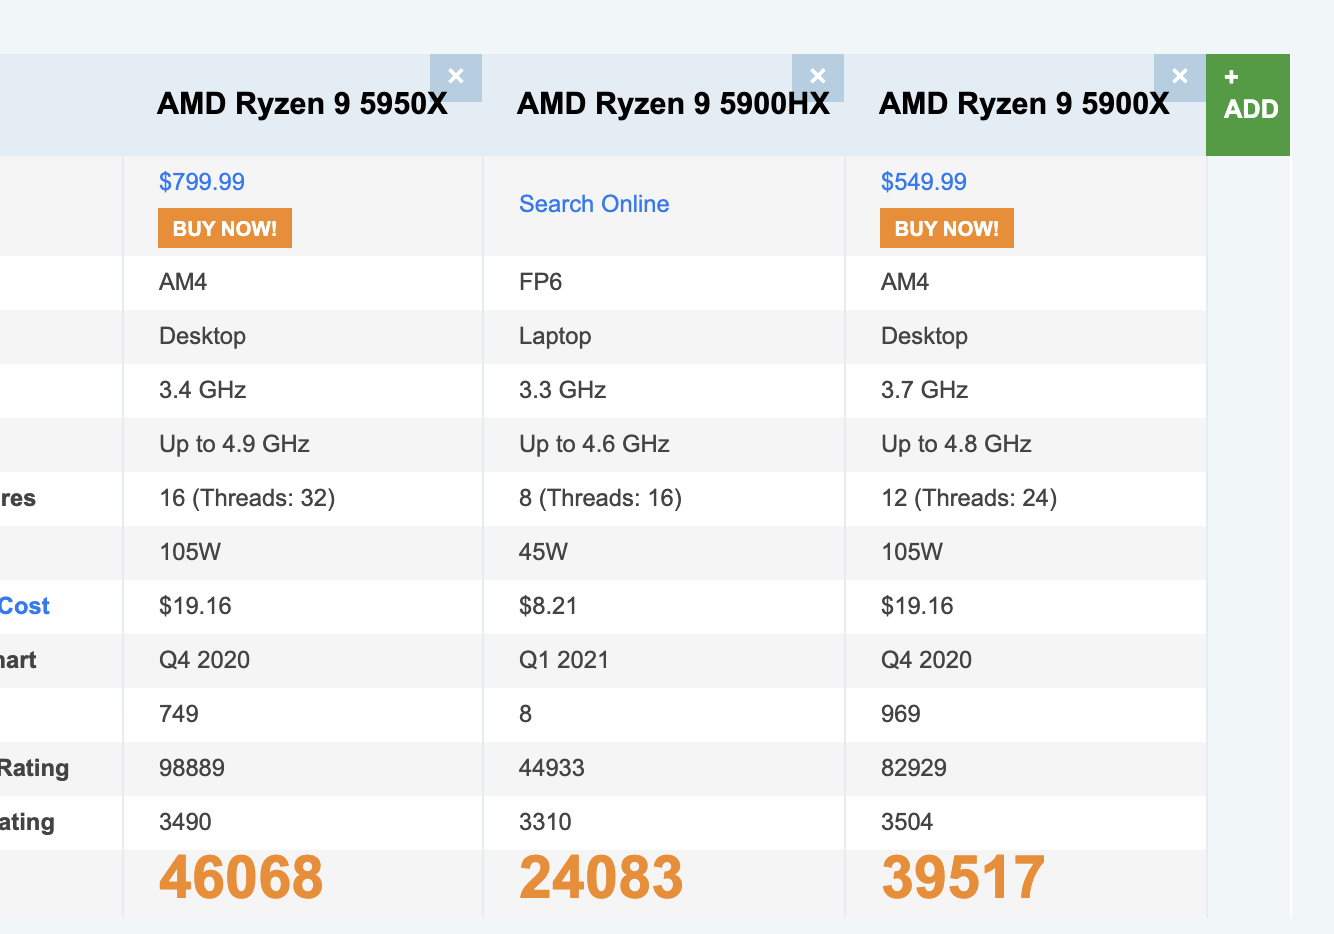 × × × +
AMD Ryzen 9 5950X AMD Ryzen 9 5900HX AMD Ryzen 9 5900X ADD
$799.99 Search Online $549.99
BUY NOW! BUY NOW!
AM4 FP6 AM4
Desktop Laptop Desktop
3.4 GHz 3.3 GHz 3.7 GHz
Up to 4.9 GHz Up to 4.6 GHz Up to 4.8 GHz
res 16 (Threads: 32) 8 (Threads: 16) 12 (Threads: 24)
105W 45W 105W
Cost $19.16 $8.21 $19.16
art Q4 2020 Q1 2021 Q4 2020
749 8 969
Rating 98889 44933 82929
ating 3490 3310 3504
46068 24083 39517